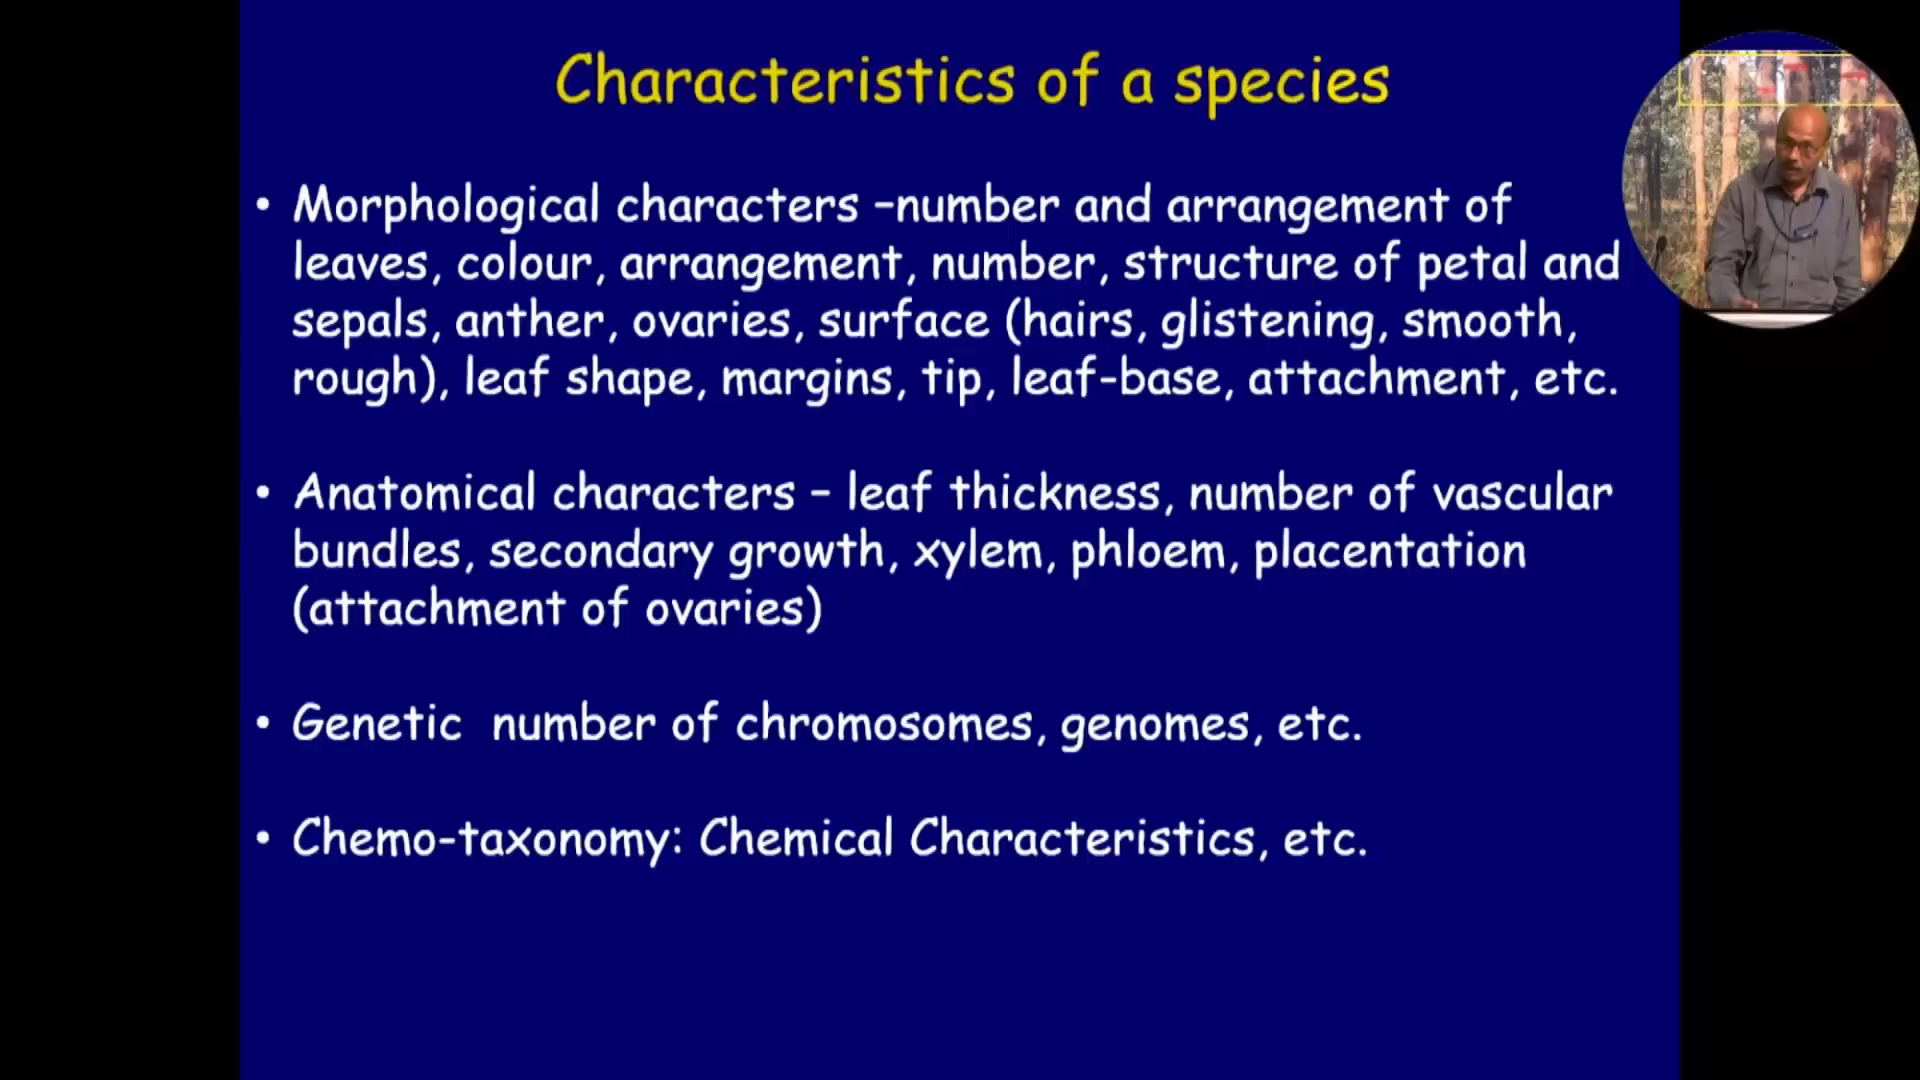 Characteristics of a species
• Morphological characters –number and arrangement of
leaves, colour, arrangement, number, structure of petal and
sepals, anther, ovaries, surface (hairs, glistening, smooth,
rough), leaf shape, margins, tip, leaf-base, attachment, etc.
• Anatomical characters – leaf thickness, number of vascular
bundles, secondary growth, xylem, phloem, placentation
(attachment of ovaries)
• Genetic  number of chromosomes, genomes, etc.
• Chemo-taxonomy: Chemical Characteristics, etc.